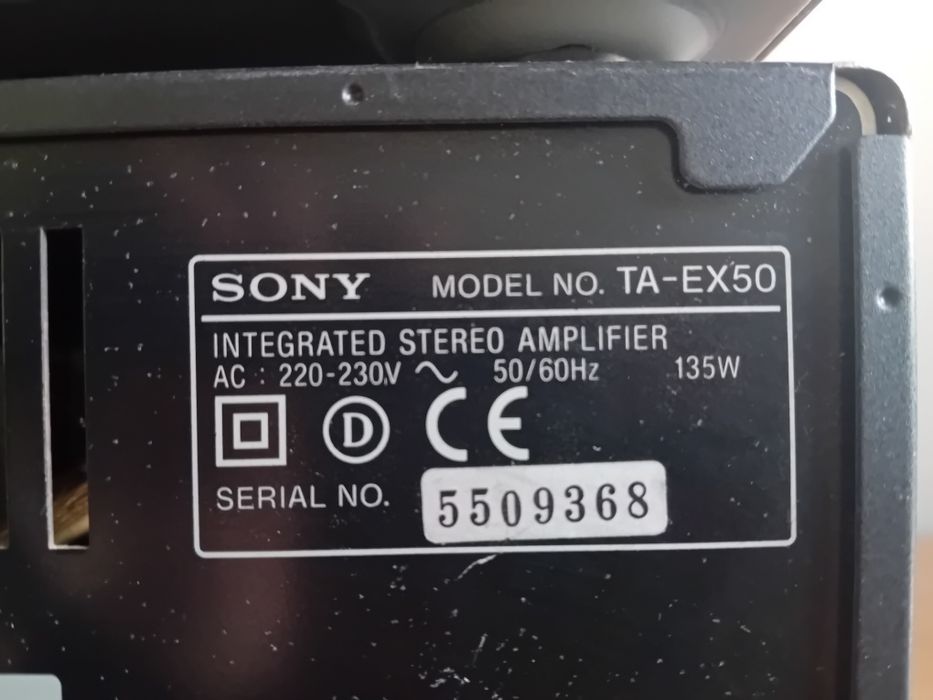 SONY MODEL NO. TA-EX50
INTEGRATED STEREO AMPLIFIER
AC : 220-230V ~ 50/60Hz 135W
D CE
SERIAL NO. 5509368